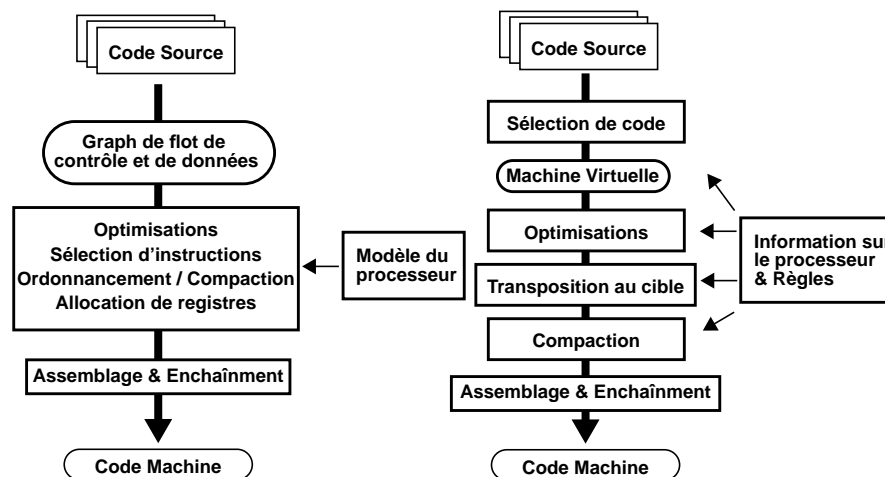 Code Source
Graph de flot de
contrôle et de données
Optimisations
Sélection d'instructions
Ordonnancement / Compaction
Allocation de registres
Modèle du
processeur
Assemblage & Enchaînment
Code Machine
Code Source
Sélection de code
Machine Virtuelle
Optimisations
Transposition au cible
Compaction
Assemblage & Enchaînment
Code Machine
Information sur
le processeur
& Règles